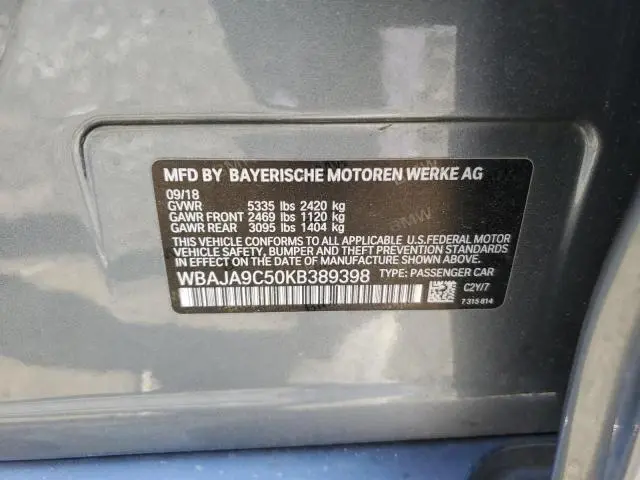 MFD BY BAYERISCHE MOTOREN WERKE AG
09/18
GVWR 5335 lbs 2420 kg
GAWR FRONT 2469 lbs 1120 kg
GAWR REAR 3095 lbs 1404 kg
THIS VEHICLE CONFORMS TO ALL APPLICABLE U.S.FEDERAL MOTOR
VEHICLE SAFETY, BUMPER AND THEFT PREVENTION STANDARDS
IN EFFECT ON THE DATE OF MANUFACTURE SHOWN ABOVE.
WBAJA9C50KB389398 TYPE: PASSENGER CAR
C2Y/7
7 315 814
BMW